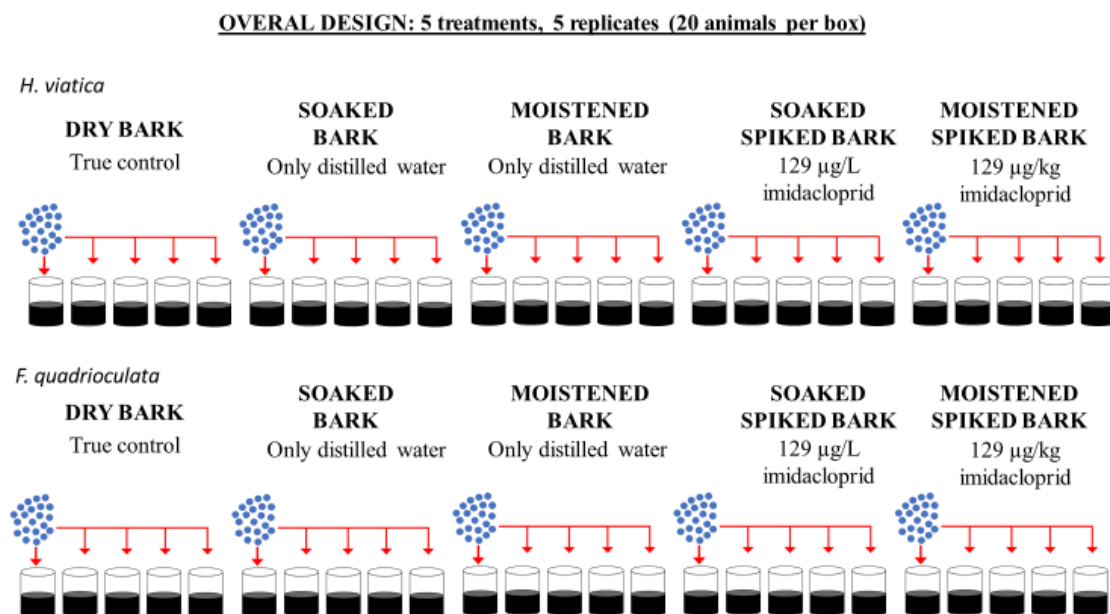 OVERAL DESIGN: 5 treatments, 5 replicates (20 animals per box)
H. viatica
DRY BARK
True control
SOAKED
BARK
Only distilled water
MOISTENED
BARK
Only distilled water
SOAKED
SPIKED BARK
129 µg/L
imidacloprid
MOISTENED
SPIKED BARK
129 µg/kg
imidacloprid
F. quadrioculata
DRY BARK
True control
SOAKED
BARK
Only distilled water
MOISTENED
BARK
Only distilled water
SOAKED
SPIKED BARK
129 µg/L
imidacloprid
MOISTENED
SPIKED BARK
129 µg/kg
imidacloprid